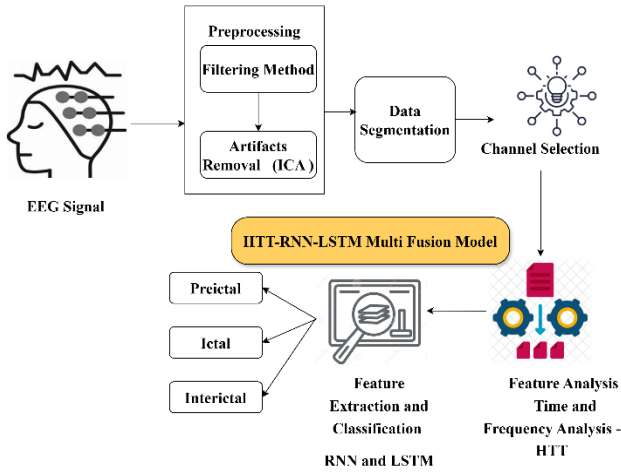 Preprocessing
Filtering Method
Artifacts
Removal (ICA)
Data
Segmentation
Channel Selection
EEG Signal
HTT-RNN-LSTM Multi Fusion Model
Preictal
Ictal
Interictal
Feature
Extraction and
Classification
RNN and LSTM
Feature Analysis
Time and
Frequency Analysis -
HTT